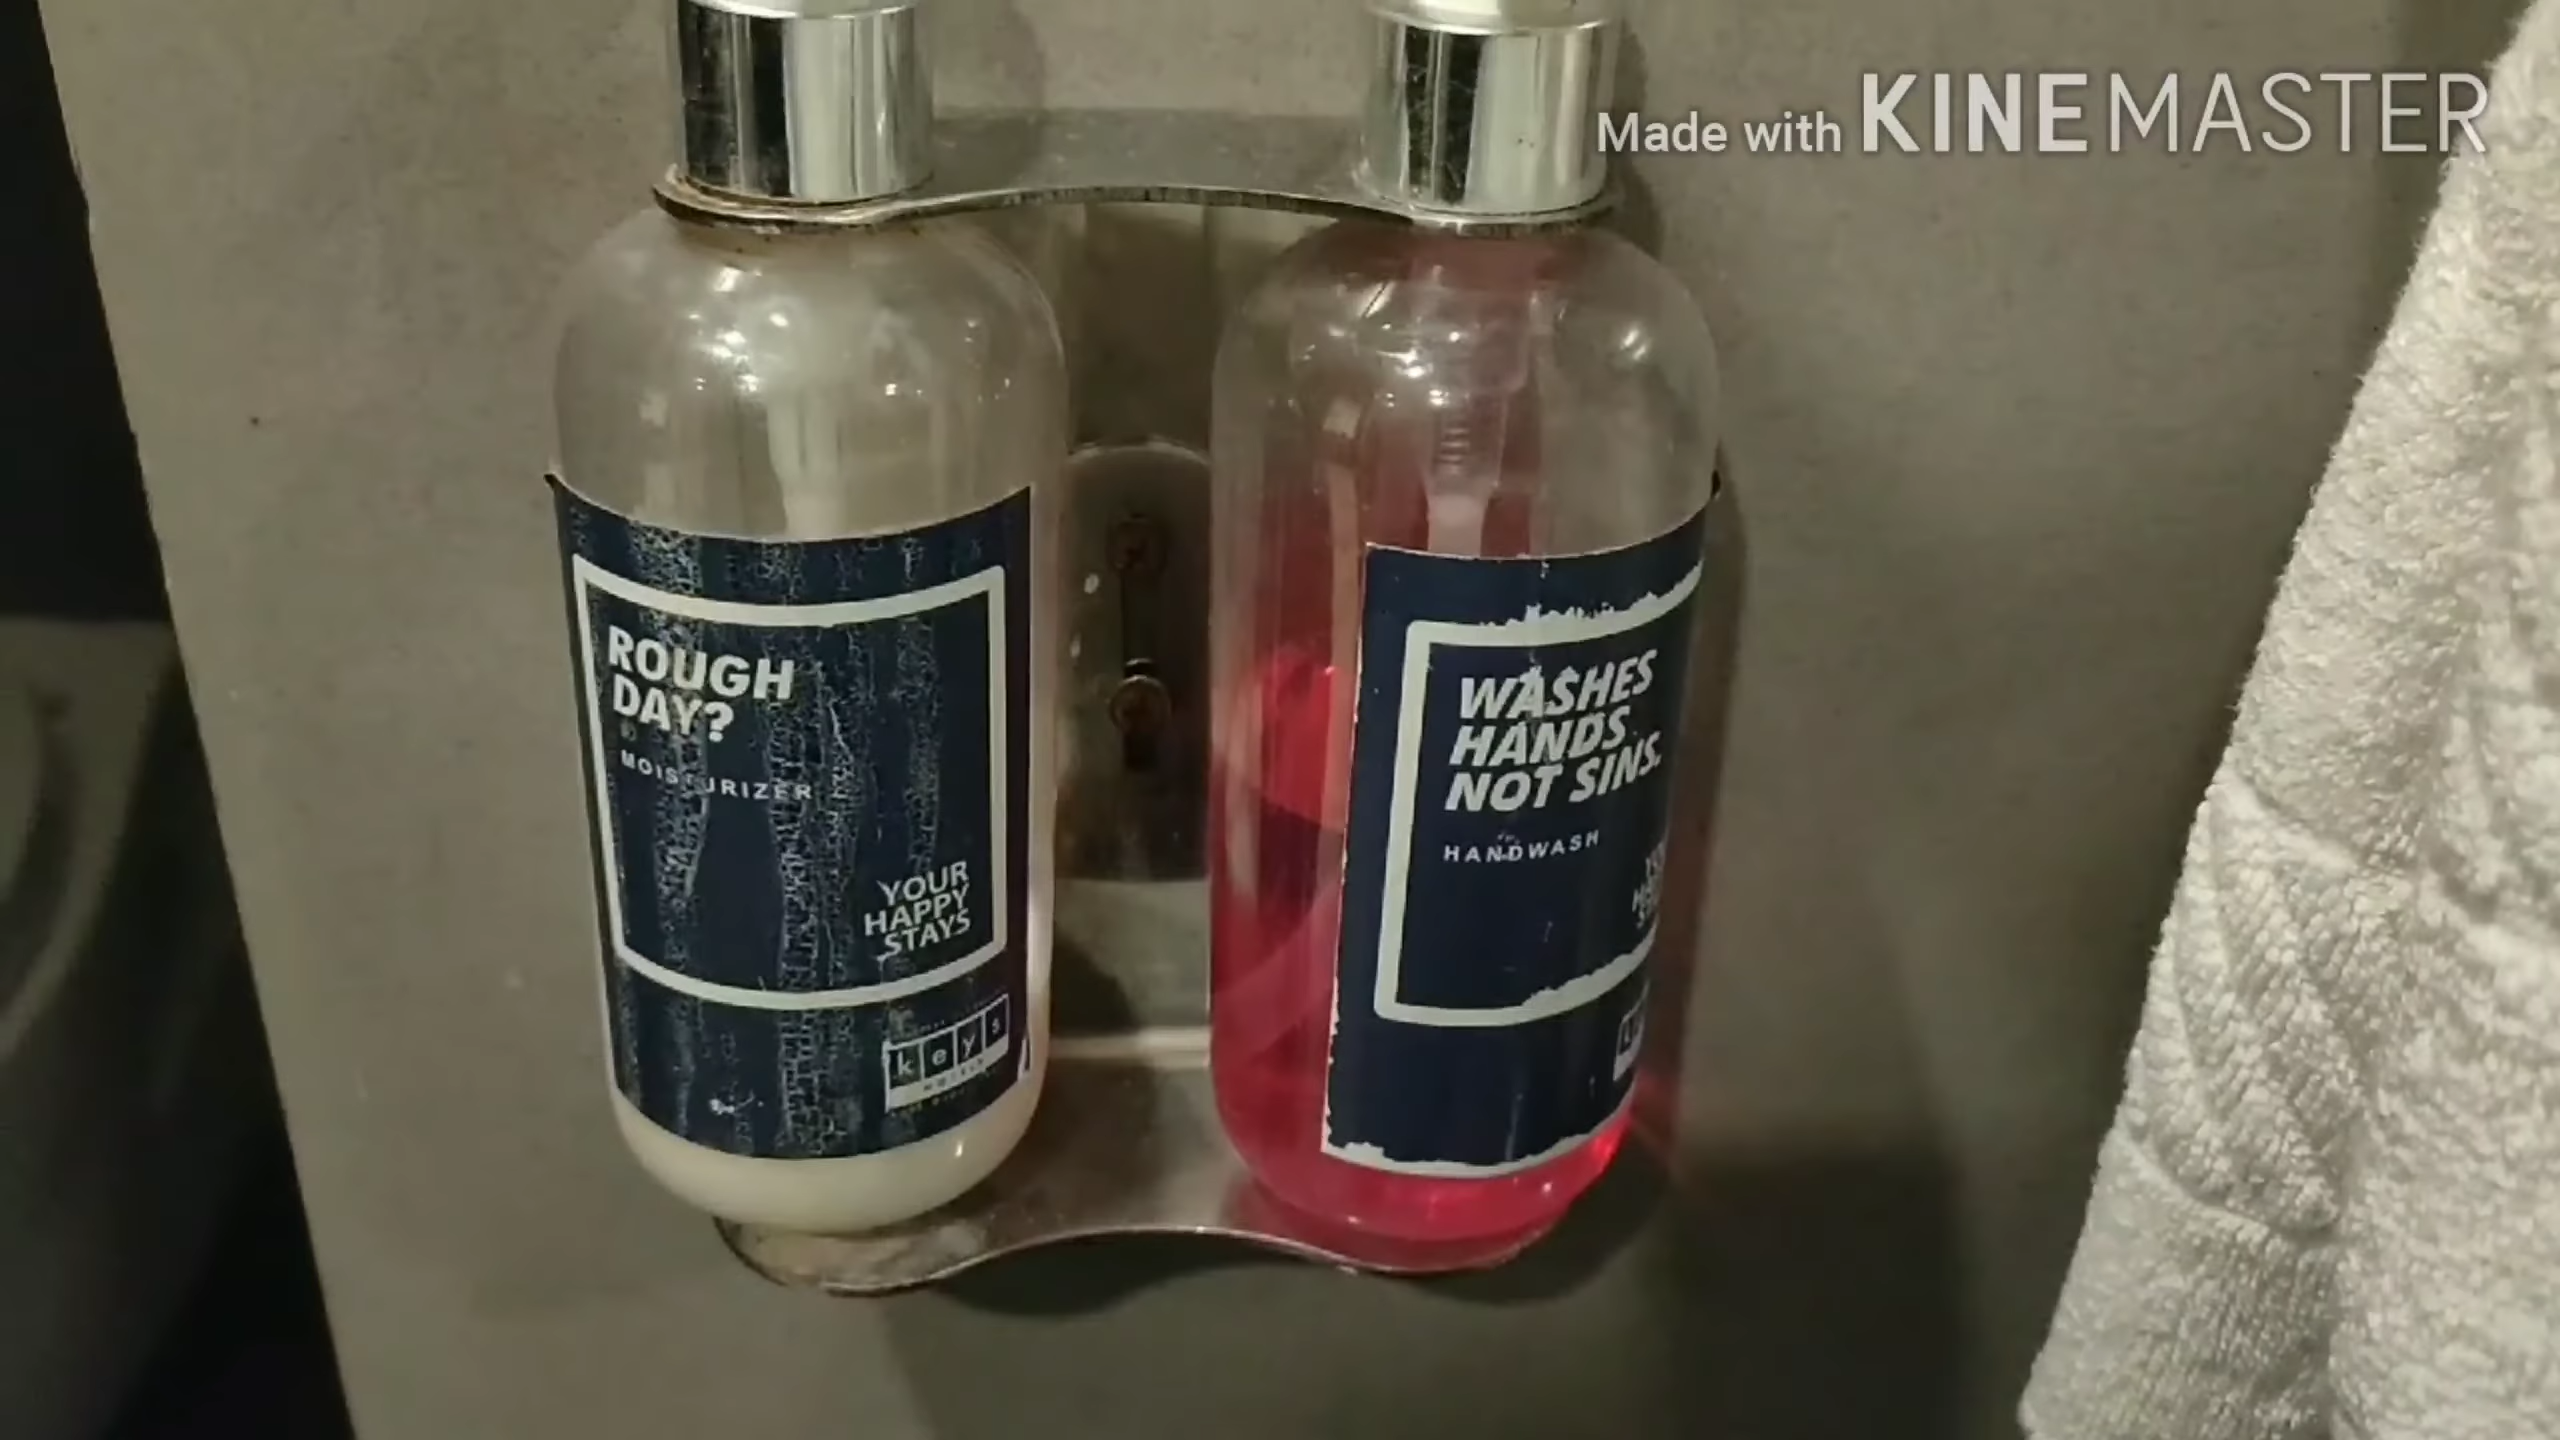 Made with KINEMASTER
ROUGH
DAY?
MOISTURIZER
YOUR
HAPPY
STAYS
keys
WASHES
HANDS
NOT SINS.
HANDWASH